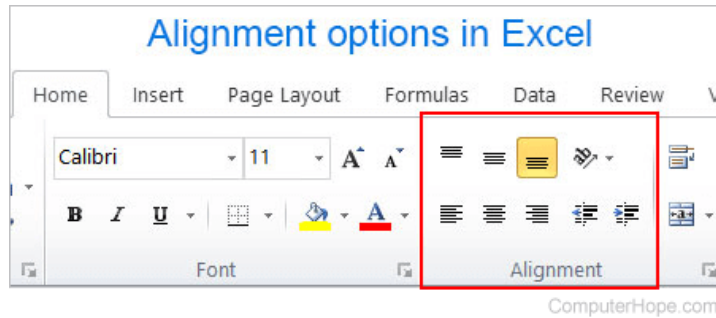 Alignment options in Excel
Home Insert Page Layout Formulas Data Review
Calibri 11 A A
B I U A
Font Alignment
ComputerHope.com